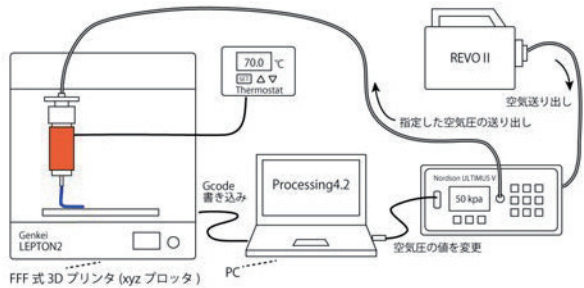 70.0 ℃
SET △ ▽
Thermostat
REVO II
空気送り出し
指定した空気圧の送り出し
Nordson ULTIMUS V
50 kpa
Processing4.2
Gcode
書き込み
空気圧の値を変更
Genkei
LEPTON2
PC
FFF 式 3D プリンタ (xyz プロッタ )